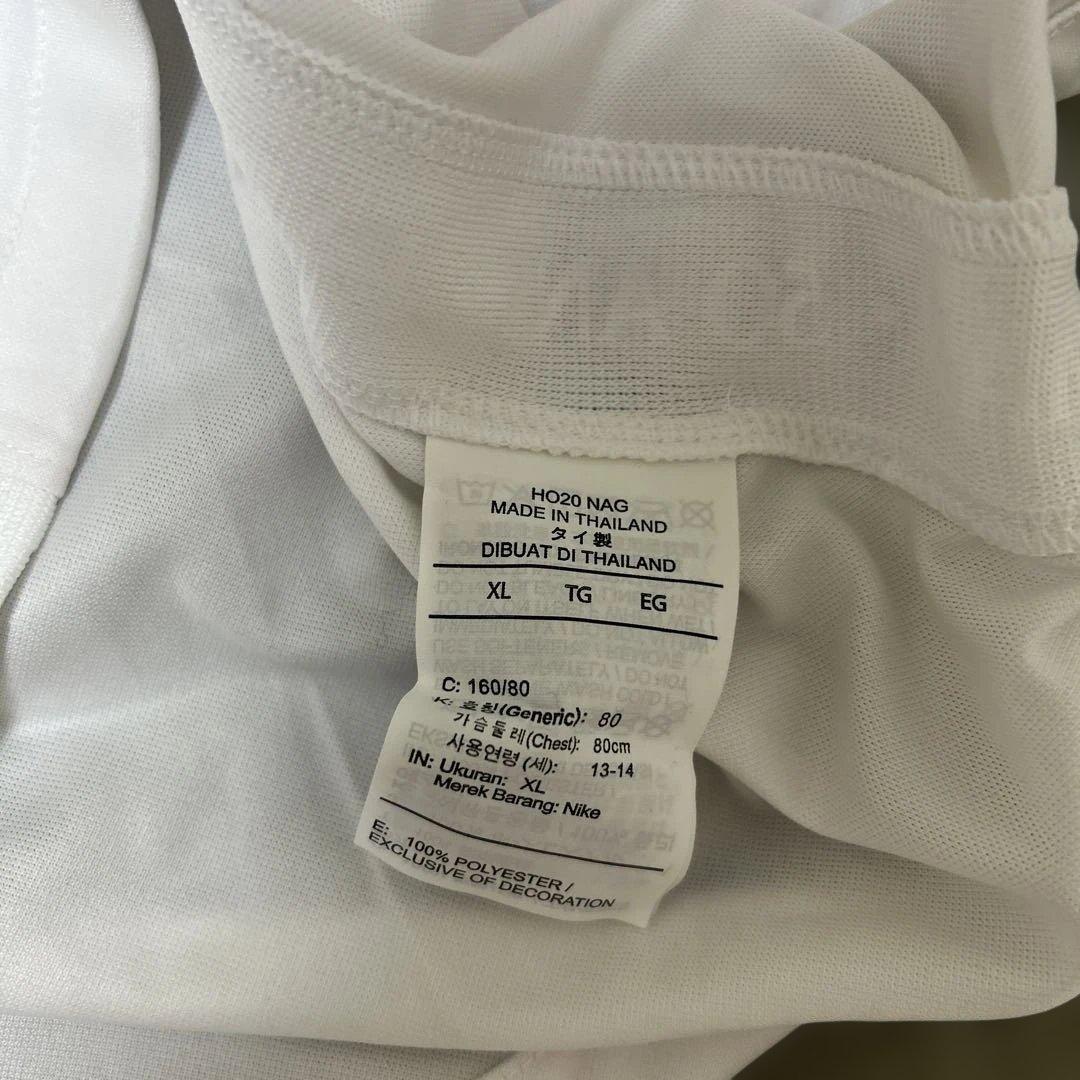 HO20 NAG
MADE IN THAILAND
タイ製
DIBUAT DI THAILAND
XL TG EG
C: 160/80
K: 호칭(Generic): 80
가슴둘레(Chest): 80cm
사용연령(세): 13-14
IN: Ukuran: XL
Merek Barang: Nike
E: 100% POLYESTER /
EXCLUSIVE OF DECORATION